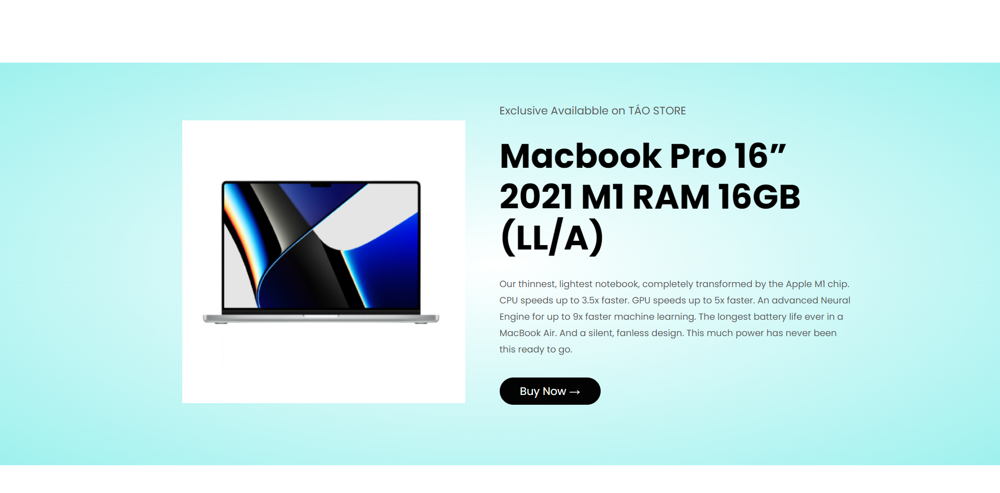 Exclusive Availabble on TÁO STORE
Macbook Pro 16”
2021 M1 RAM 16GB
(LL/A)
Our thinnest, lightest notebook, completely transformed by the Apple M1 chip.
CPU speeds up to 3.5x faster. GPU speeds up to 5x faster. An advanced Neural
Engine for up to 9x faster machine learning. The longest battery life ever in a
MacBook Air. And a silent, fanless design. This much power has never been
this ready to go.
Buy Now →